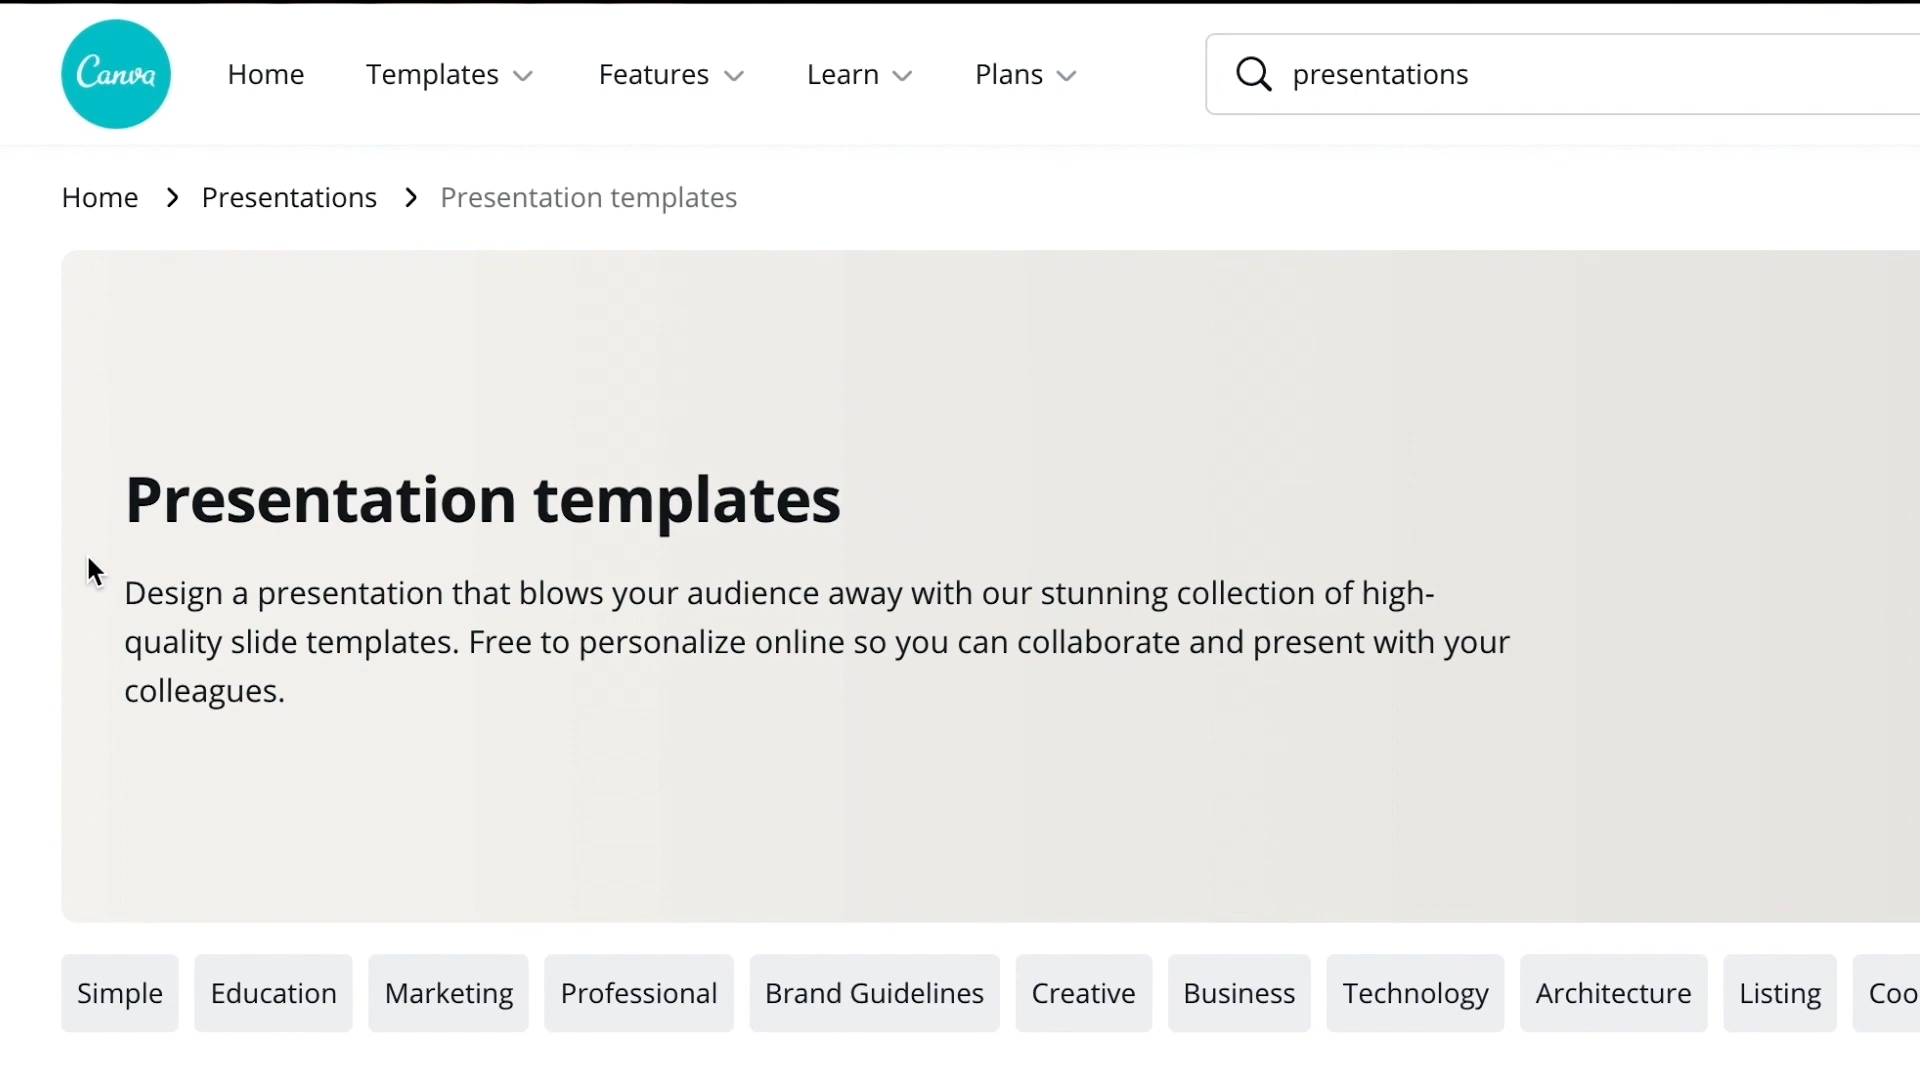 Canva
Home Templates Features Learn Plans presentations
Home Presentations Presentation templates
Presentation templates
Design a presentation that blows your audience away with our stunning collection of high-
quality slide templates. Free to personalize online so you can collaborate and present with your
colleagues.
Simple Education Marketing Professional Brand Guidelines Creative Business Technology Architecture Listing Coo